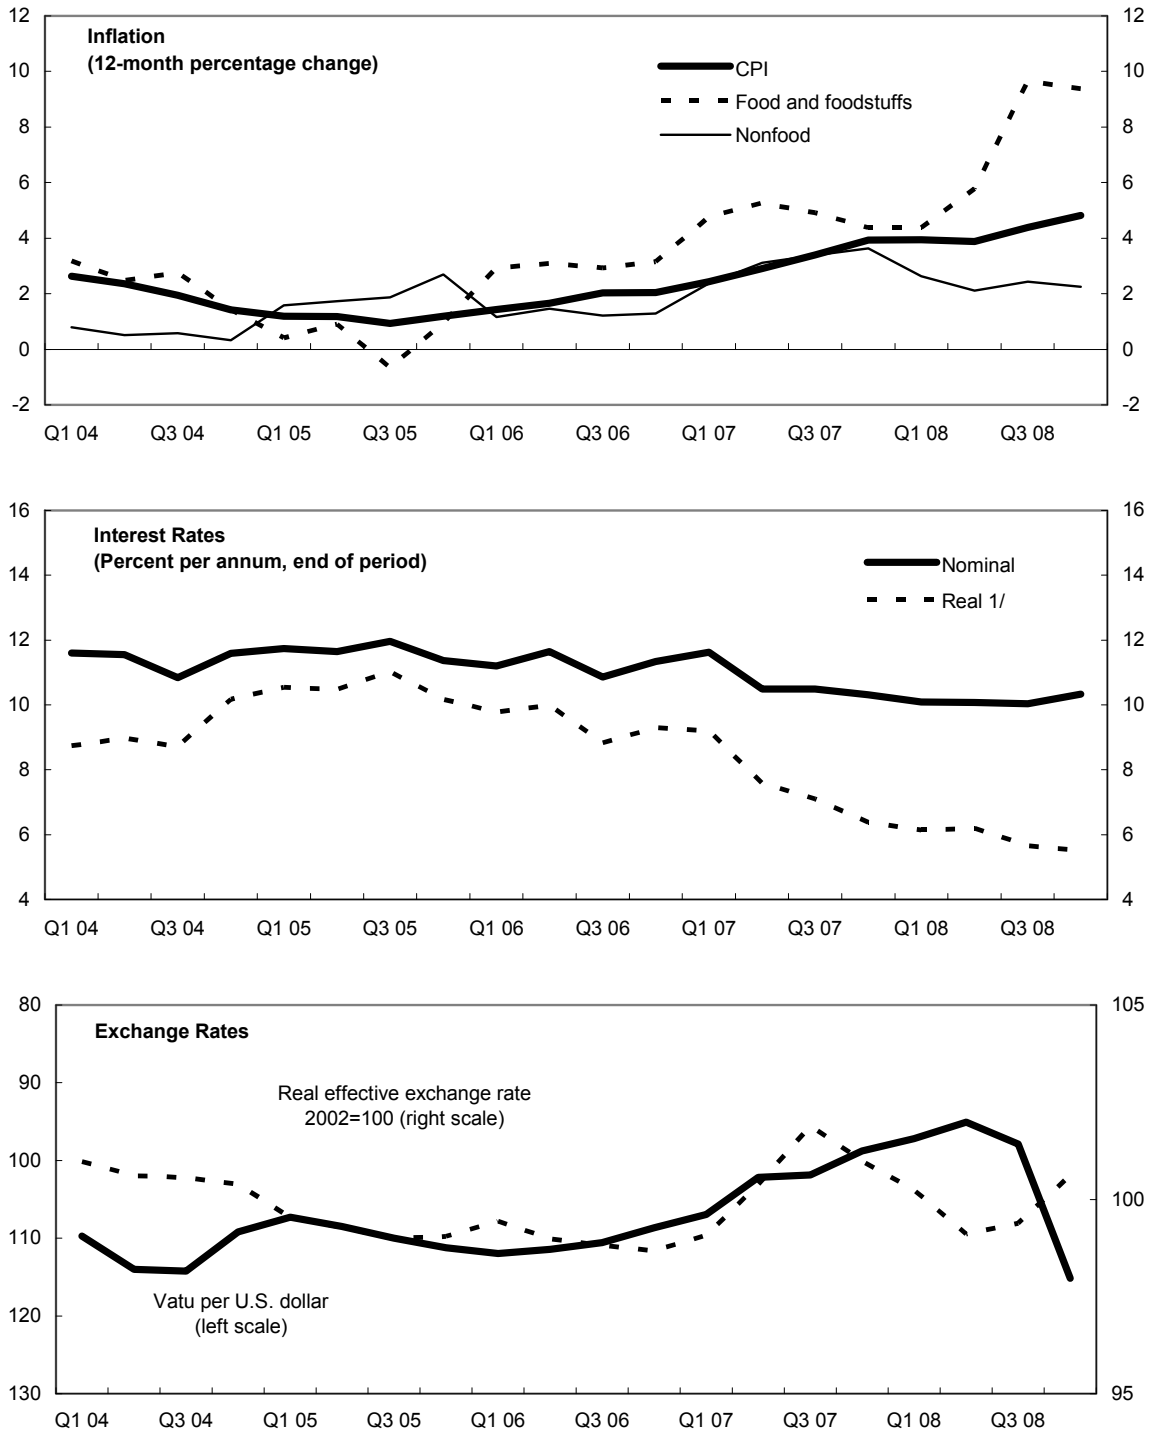 Inflation
(12-month percentage change)
CPI
Food and foodstuffs
Nonfood
12 12
10 10
8 8
6 6
4 4
2 2
0 0
-2 -2
Q1 04 Q3 04 Q1 05 Q3 05 Q1 06 Q3 06 Q1 07 Q3 07 Q1 08 Q3 08
Interest Rates
(Percent per annum, end of period)
Nominal
Real 1/
16 16
14 14
12 12
10 10
8 8
6 6
4 4
Q1 04 Q3 04 Q1 05 Q3 05 Q1 06 Q3 06 Q1 07 Q3 07 Q1 08 Q3 08
80 105
Exchange Rates
90
Real effective exchange rate
2002=100 (right scale)
100 100
110
Vatu per U.S. dollar
(left scale)
120
130 95
Q1 04 Q3 04 Q1 05 Q3 05 Q1 06 Q3 06 Q1 07 Q3 07 Q1 08 Q3 08